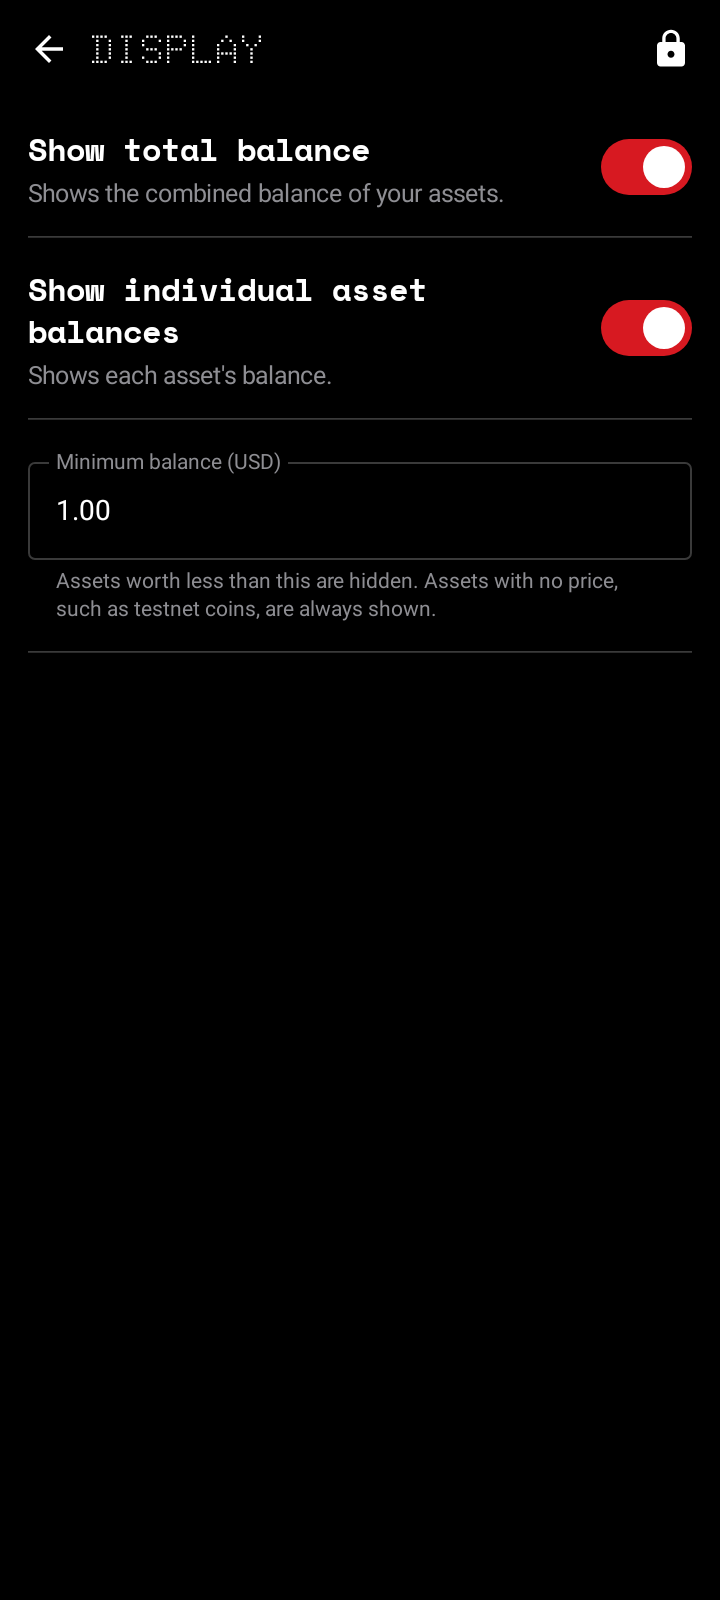 DISPLAY
Show total balance
Shows the combined balance of your assets.
Show individual asset
balances
Shows each asset's balance.
Minimum balance (USD)
1.00
Assets worth less than this are hidden. Assets with no price,
such as testnet coins, are always shown.